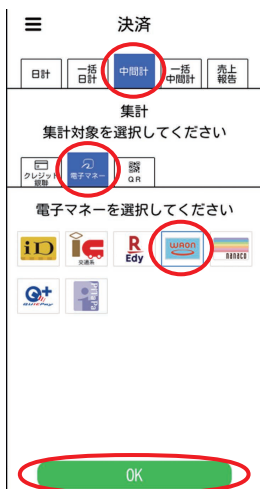 決済
日計
一括
日計
中間計
一括
中間計
売上
報告
集計
集計対象を選択してください
クレジット
銀聯
電子マネー
QR
電子マネーを選択してください
iD
交通系
R
Edy
WAON
nanaco
QUICPay
PiTaPa
OK